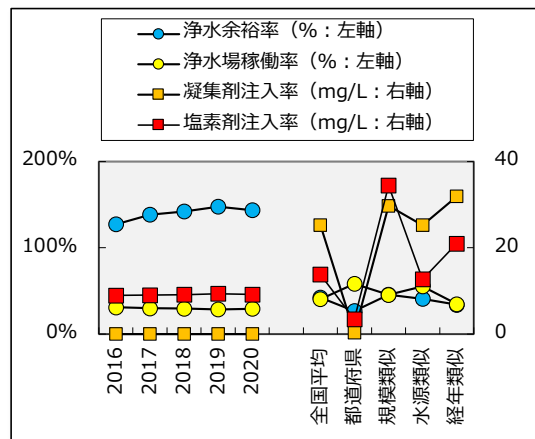 浄水余裕率（%：左軸）
浄水場稼働率（%：左軸）
凝集剤注入率（mg/L：右軸）
塩素剤注入率（mg/L：右軸）
200%
100%
0%
40
20
0
2016
2017
2018
2019
2020
全国平均
都道府県
規模類似
水源類似
経年類似